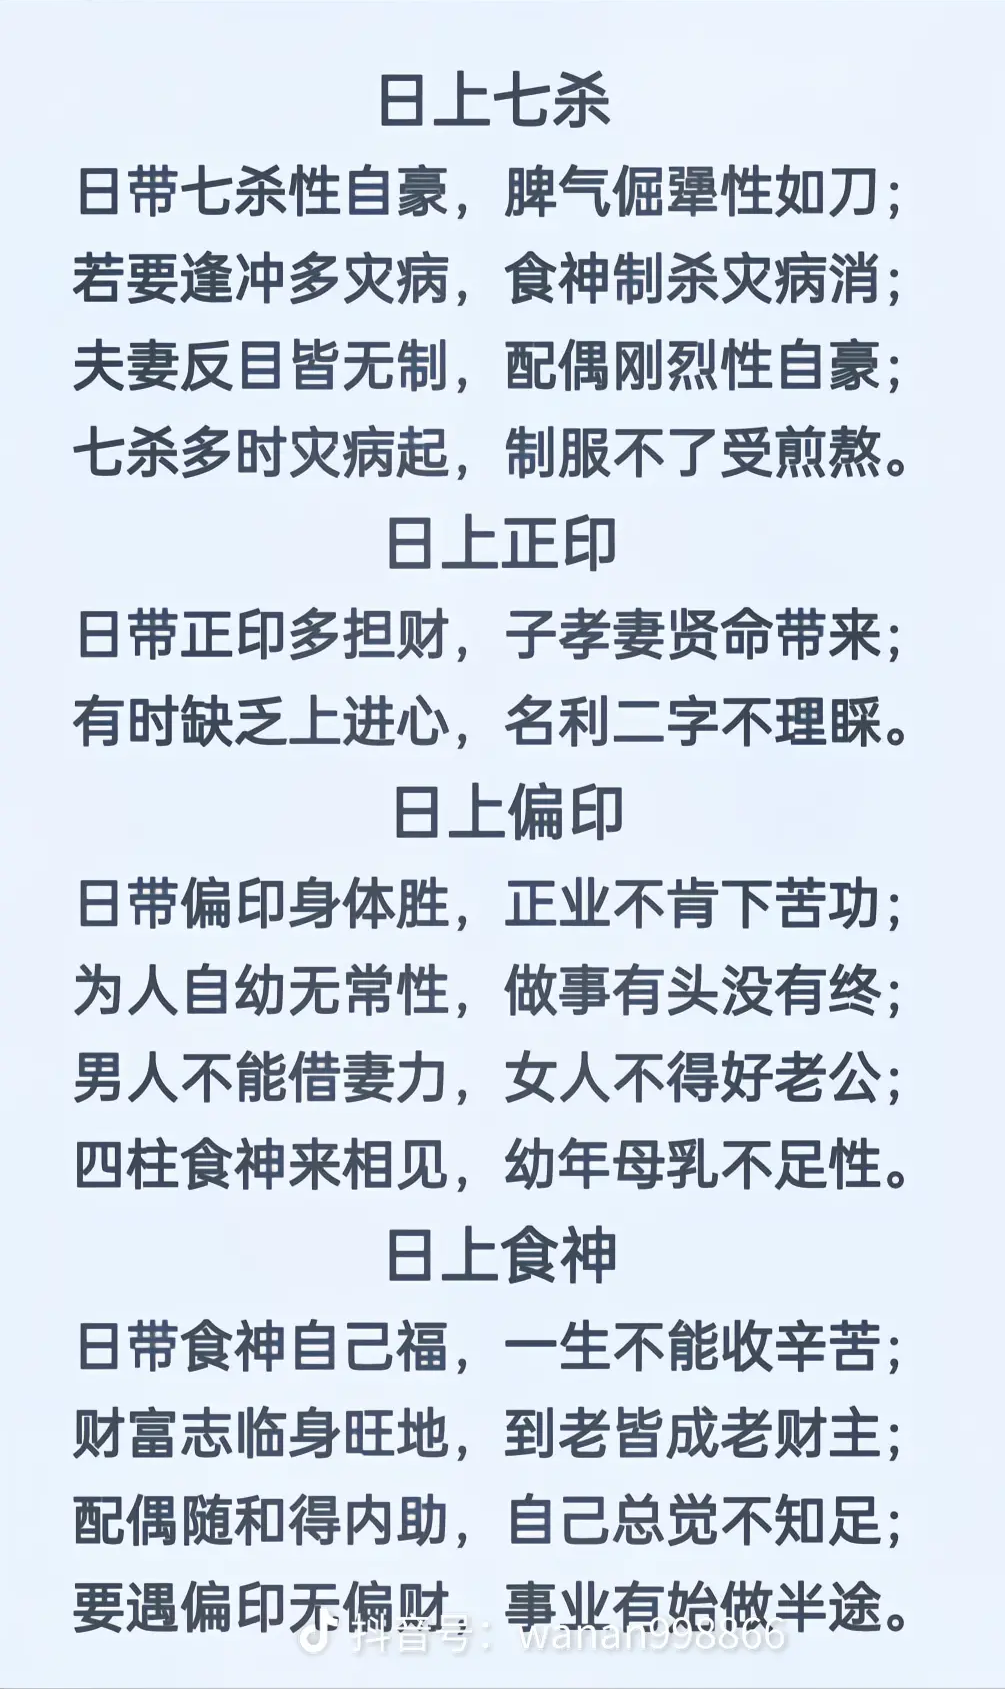 日上七杀
日带七杀性自豪，脾气倔犟性如刀；
若要逢冲多灾病，食神制杀灾病消；
夫妻反目皆无制，配偶刚烈性自豪；
七杀多时灾病起，制服不了受煎熬。
日上正印
日带正印多担财，子孝妻贤命带来；
有时缺乏上进心，名利二字不理睬。
日上偏印
日带偏印身体胜，正业不肯下苦功；
为人自幼无常性，做事有头没有终；
男人不能借妻力，女人不得好老公；
四柱食神来相见，幼年母乳不足性。
日上食神
日带食神自己福，一生不能收辛苦；
财富志临身旺地，到老皆成老财主；
配偶随和得内助，自己总觉不知足；
要遇偏印无偏财，事业有始做半途。
抖音号：wanan998866